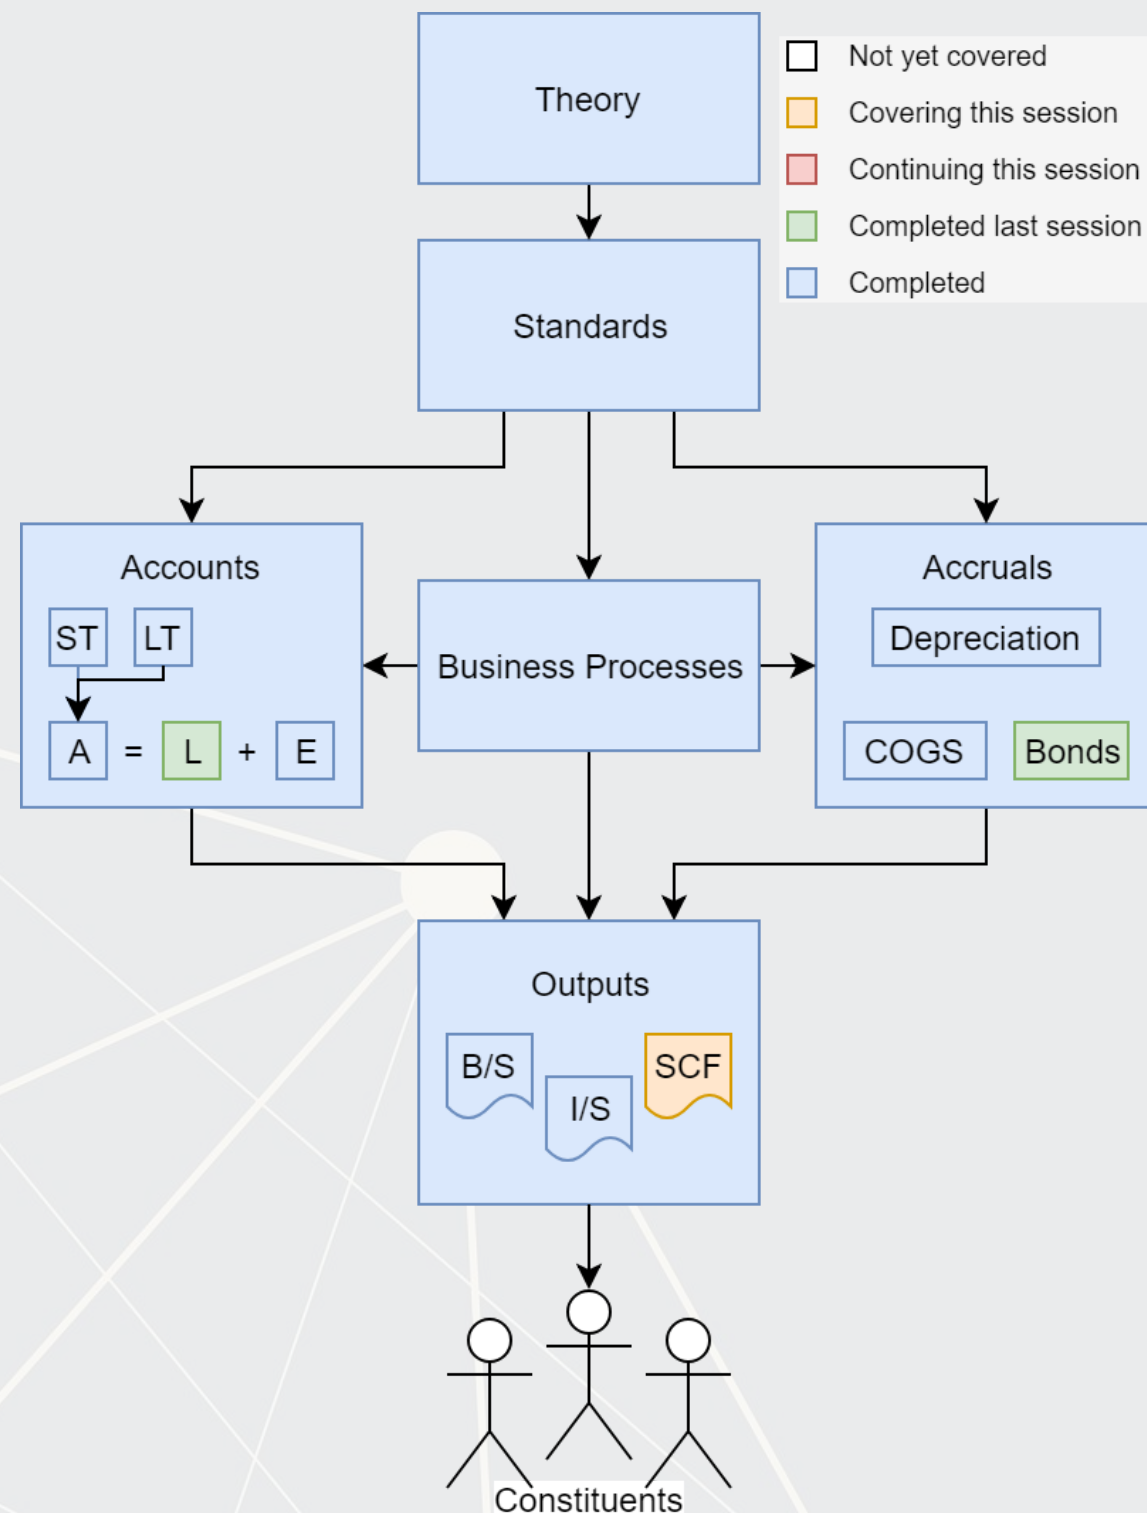 Theory
Not yet covered
Covering this session
Continuing this session
Completed last session
Completed
Standards
Accounts
ST LT
A = L + E
Business Processes
Accruals
Depreciation
COGS Bonds
Outputs
B/S
I/S
SCF
Constituents